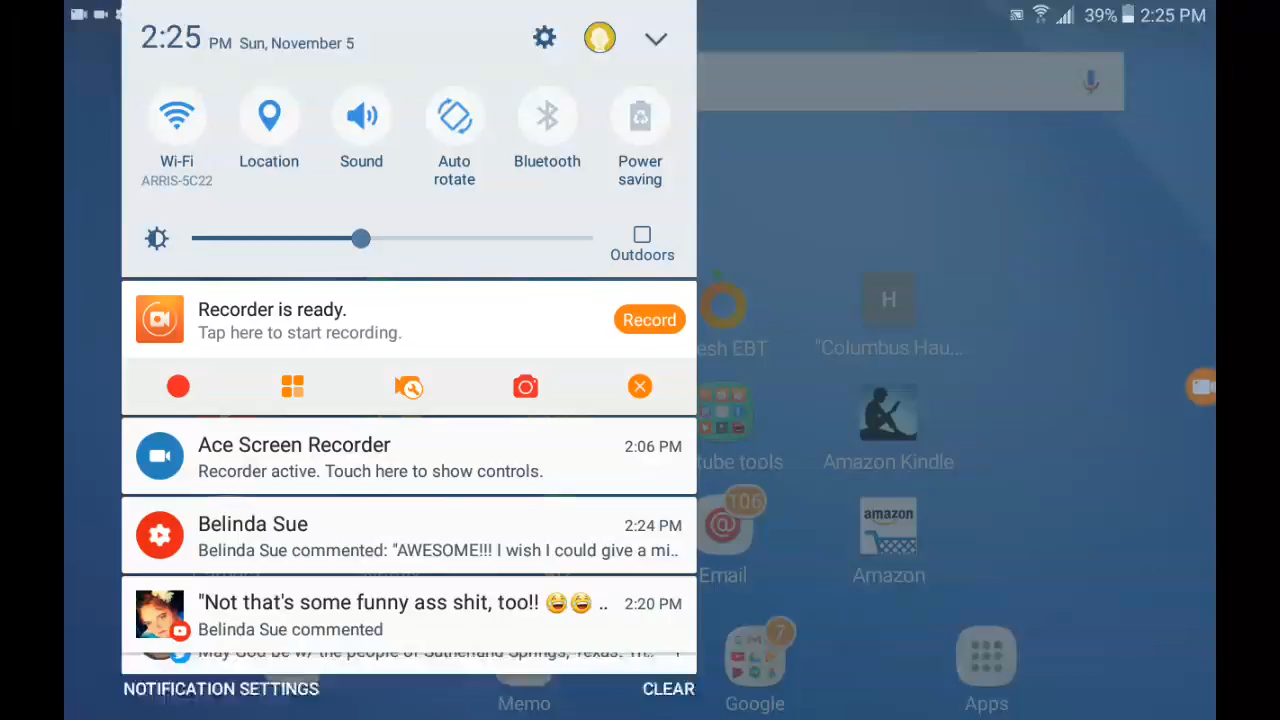 39% 2:25 PM
2:25 PM Sun, November 5
Wi-Fi
ARRIS-5C22
Location
Sound
Auto
rotate
Bluetooth
Power
saving
Outdoors
Recorder is ready.
Tap here to start recording.
Record
Ace Screen Recorder
2:06 PM
Recorder active. Touch here to show controls.
Belinda Sue
2:24 PM
Belinda Sue commented: "AWESOME!!! I wish I could give a mi..
"Not that's some funny ass shit, too!! 😅😅 ..
2:20 PM
Belinda Sue commented
May God be w/ the people of Sutherland Springs, Texas.
NOTIFICATION SETTINGS
CLEAR
H
esh EBT
"Columbus Hau...
tube tools
Amazon Kindle
106
@
amazon
Email
Amazon
7
Memo
Google
Apps